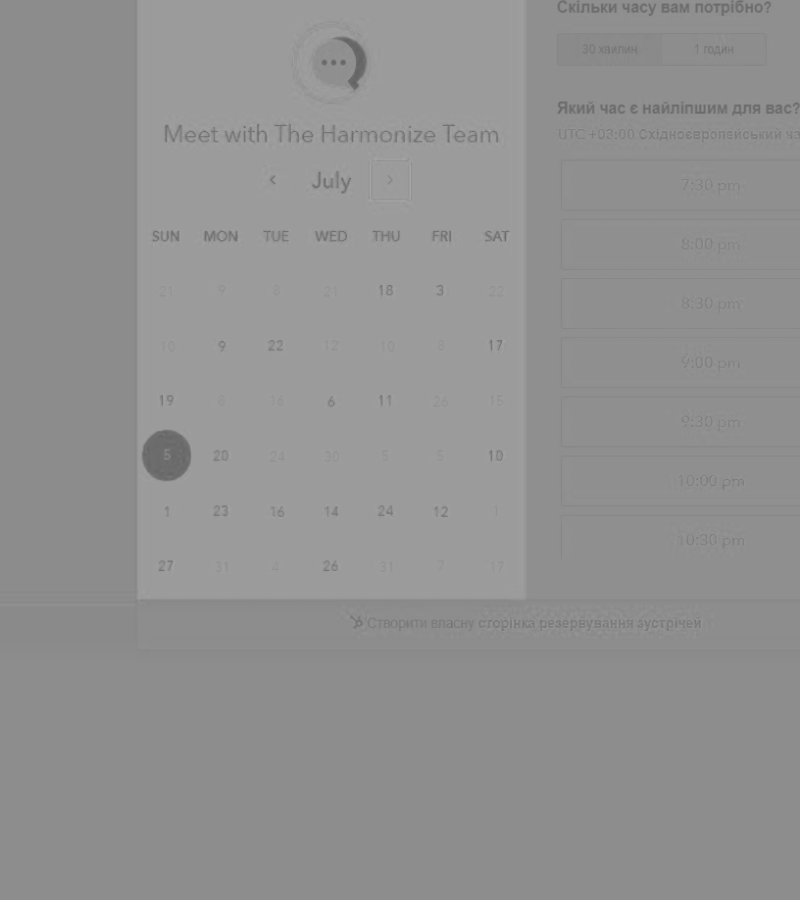 Скільки часу вам потрібно?
30 хвилин 1 годин
Meet with The Harmonize Team
Який час є найліпшим для вас?
UTC +03:00 Східноєвропейський
July
7:30 pm
SUN MON TUE WED THU FRI SAT
8:00 pm
21 9 8 21 18 3 22
8:30 pm
10 9 22 12 10 8 17
9:00 pm
19 8 16 6 11 26 15
9:30 pm
5 20 24 30 5 5 10
10:00 pm
1 23 16 14 24 12 1
10:30 pm
27 31 4 26 31 7 17
Створити власну сторінка резервування зустрічей